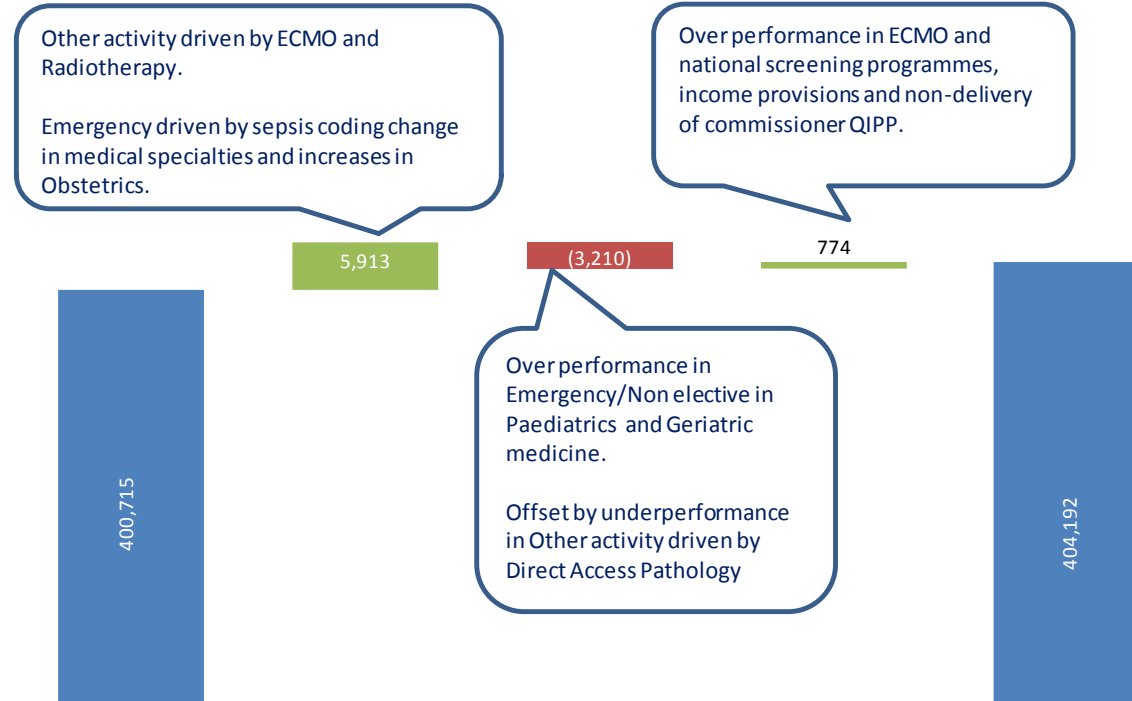 Other activity driven by ECMO and
Radiotherapy.
Emergency driven by sepsis coding change
in medical specialties and increases in
Obstetrics.
Over performance in ECMO and
national screening programmes,
income provisions and non-delivery
of commissioner QIPP.
5,913
(3,210)
774
Over performance in
Emergency/Non elective in
Paediatrics and Geriatric
medicine.
Offset by underperformance
in Other activity driven by
Direct Access Pathology
400,715
404,192